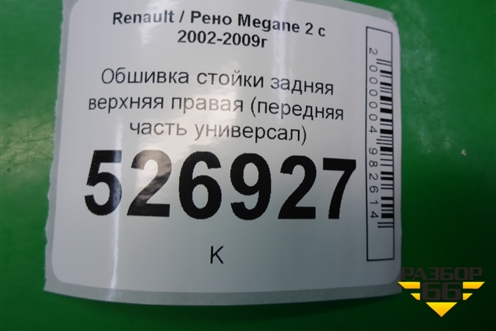 Renault / Рено Megane 2 с
2002-2009г
Обшивка стойки задняя
верхняя правая (передняя
часть универсал)
526927
К
2000004982614
РАЗБОР
66